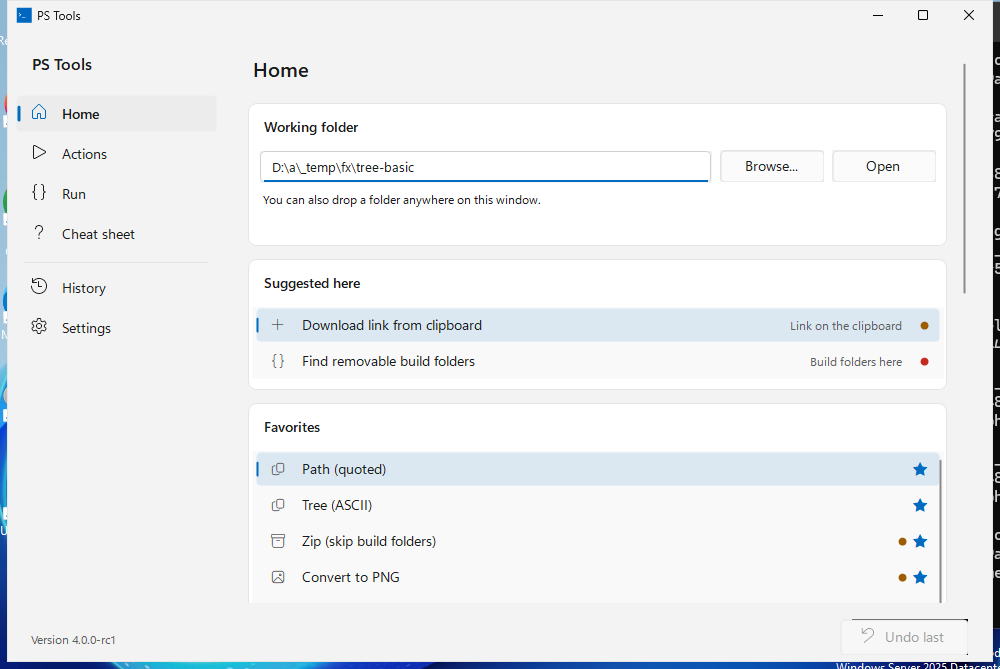 PS Tools
PS Tools
Home
Actions
Run
Cheat sheet
History
Settings
Version 4.0.0-rc1
Home
Working folder
D:\a\_temp\fx\tree-basic
Browse...
Open
You can also drop a folder anywhere on this window.
Suggested here
Download link from clipboard
Link on the clipboard
Find removable build folders
Build folders here
Favorites
Path (quoted)
Tree (ASCII)
Zip (skip build folders)
Convert to PNG
Undo last
Windows Server 2025 Datacent